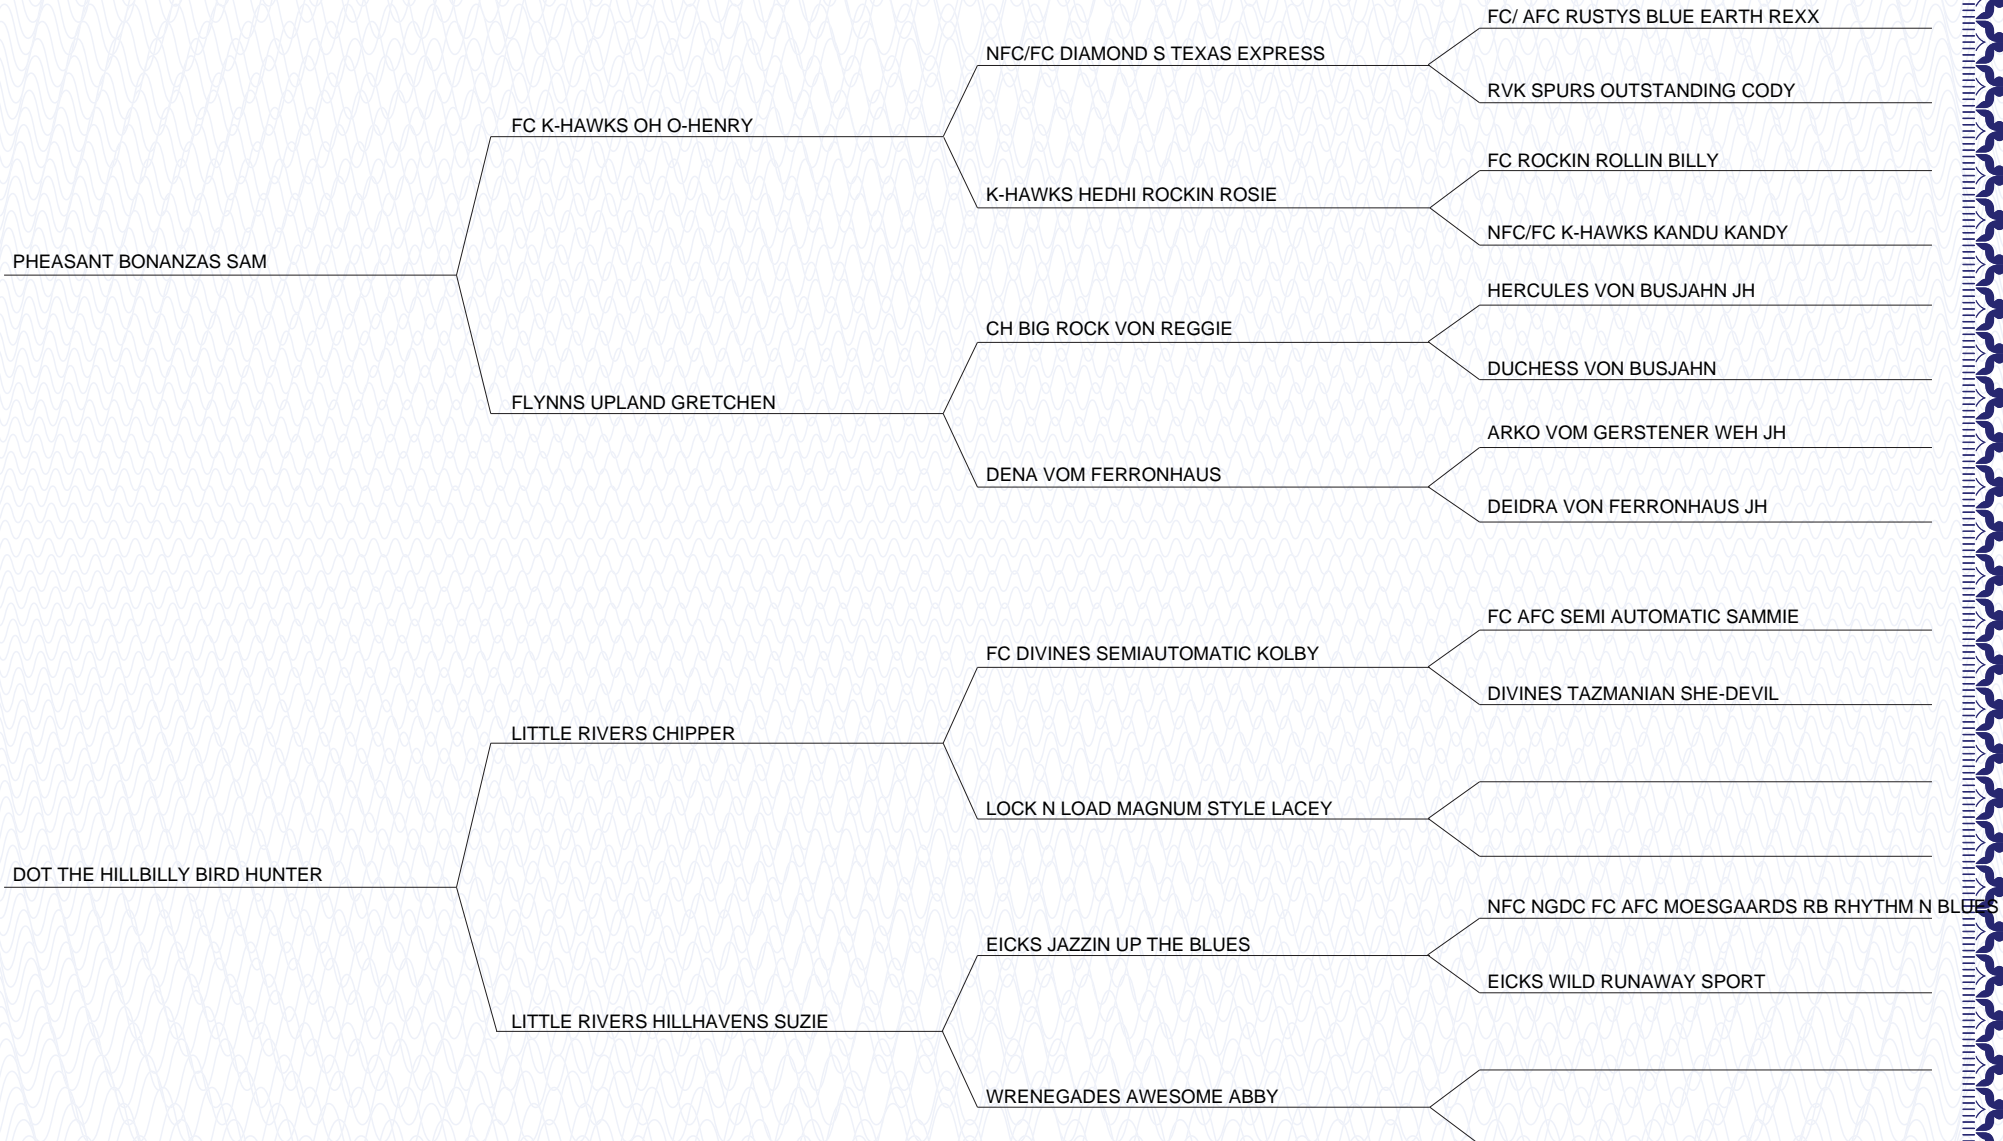 FC/ AFC RUSTYS BLUE EARTH REXX
NFC/FC DIAMOND S TEXAS EXPRESS
RVK SPURS OUTSTANDING CODY
FC K-HAWKS OH O-HENRY
FC ROCKIN ROLLIN BILLY
K-HAWKS HEDHI ROCKIN ROSIE
NFC/FC K-HAWKS KANDU KANDY
PHEASANT BONANZAS SAM
HERCULES VON BUSJAHN JH
CH BIG ROCK VON REGGIE
DUCHESS VON BUSJAHN
FLYNNS UPLAND GRETCHEN
ARKO VOM GERSTENER WEH JH
DENA VOM FERRONHAUS
DEIDRA VON FERRONHAUS JH
FC AFC SEMI AUTOMATIC SAMMIE
FC DIVINES SEMIAUTOMATIC KOLBY
DIVINES TAZMANIAN SHE-DEVIL
LITTLE RIVERS CHIPPER
LOCK N LOAD MAGNUM STYLE LACEY
DOT THE HILLBILLY BIRD HUNTER
NFC NGDC FC AFC MOESGAARDS RB RHYTHM N BLUES
EICKS JAZZIN UP THE BLUES
EICKS WILD RUNAWAY SPORT
LITTLE RIVERS HILLHAVENS SUZIE
WRENEGADES AWESOME ABBY